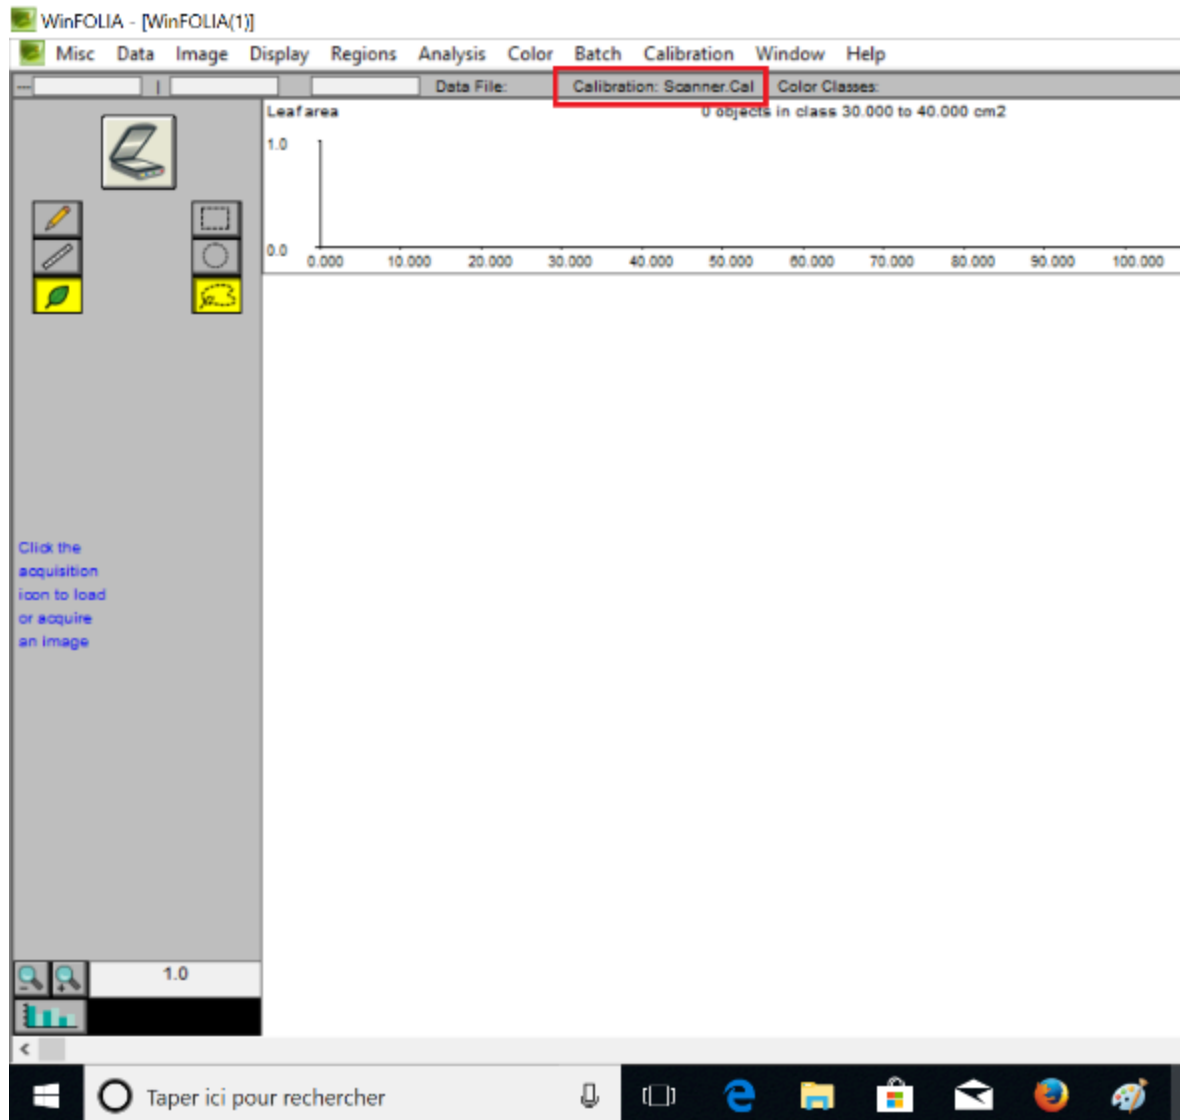 WinFOLIA - [WinFOLIA(1)]
Misc Data Image Display Regions Analysis Color Batch Calibration Window Help
Data File: Calibration: Scanner.Cal Color Classes:
Leaf area 0 objects in class 30.000 to 40.000 cm2
1.0
0.0
0.000 10.000 20.000 30.000 40.000 50.000 60.000 70.000 80.000 90.000 100.000
Click the
acquisition
icon to load
or acquire
an image
1.0
Taper ici pour rechercher